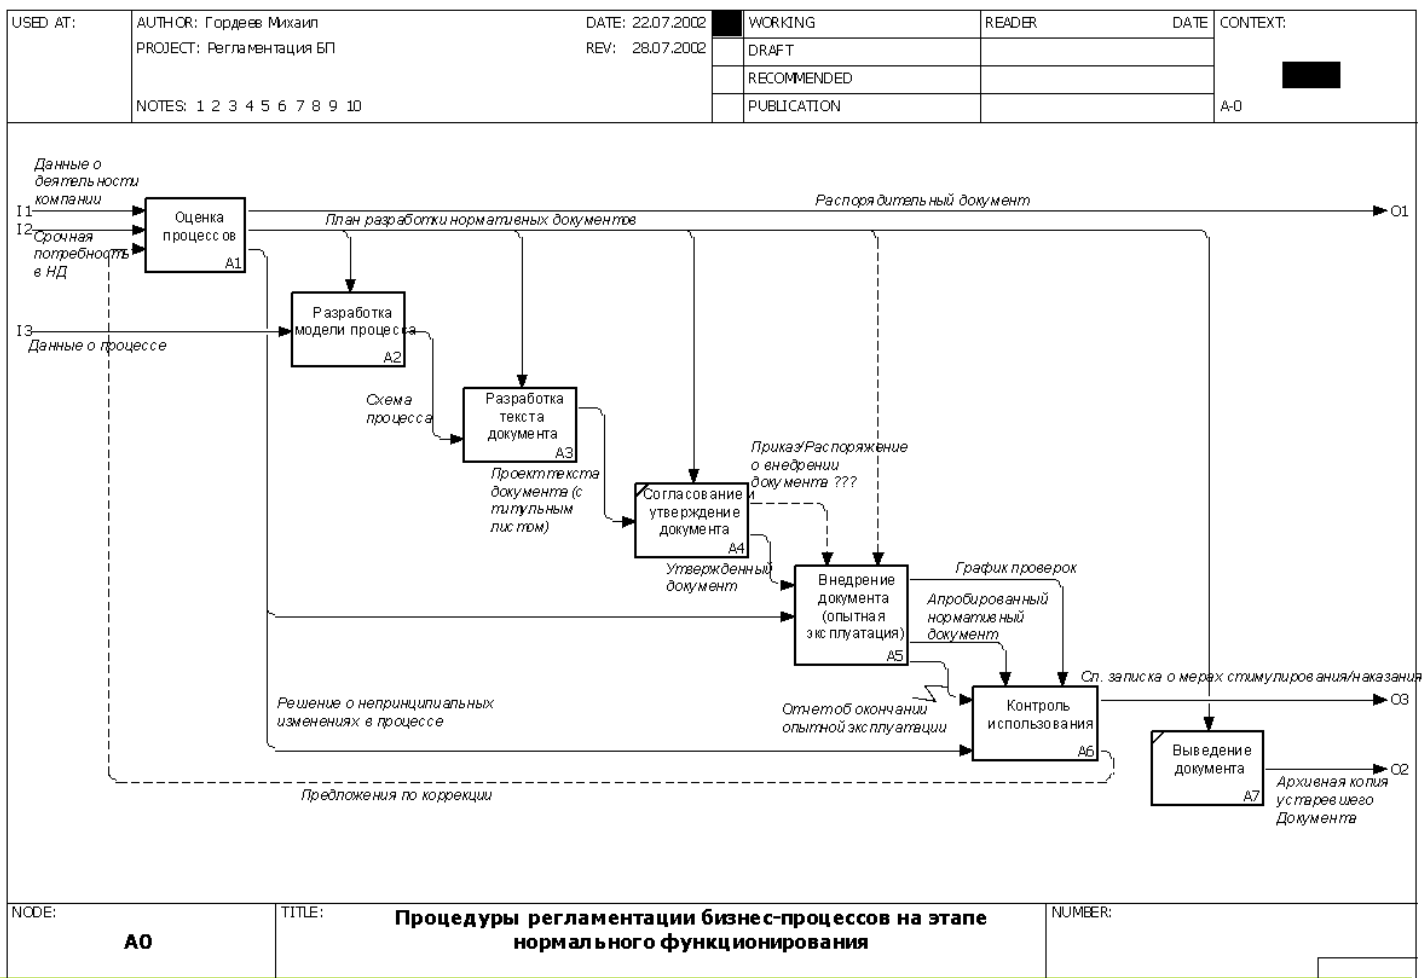 USED AT:
AUTHOR: Гордеев Михаил
DATE: 22.07.2002
WORKING
READER
DATE
CONTEXT:
PROJECT: Регламентация БП
REV: 28.07.2002
DRAFT
RECOMMENDED
NOTES: 1 2 3 4 5 6 7 8 9 10
PUBLICATION
A-0
Данные о
деятельности
компании
I1
I2
Срочная
потребность
в НД
Оценка
процессов
A1
Распорядительный документ
O1
План разработки нормативных документов
I3
Данные о процессе
Разработка
модели процесса
A2
Схема
процесса
Разработка
текста
документа
A3
Проект текста
документа (с
титульным
листом)
Приказ/Распоряжение
о внедрении
документа ???
Согласование и
утверждение
документа
A4
Утвержденный
документ
Внедрение
документа
(опытная
эксплуатация)
A5
График проверок
Апробированный
нормативный
документ
Сл. записка о мерах стимулирования/наказания
O3
Решение о непринципиальных
изменениях в процессе
Отчет об окончании
опытной эксплуатации
Контроль
использования
A6
Выведение
документа
A7
O2
Архивная копия
устаревшего
Документа
Предложения по коррекции
NODE:
A0
TITLE:
Процедуры регламентации бизнес-процессов на этапе
нормального функционирования
NUMBER: